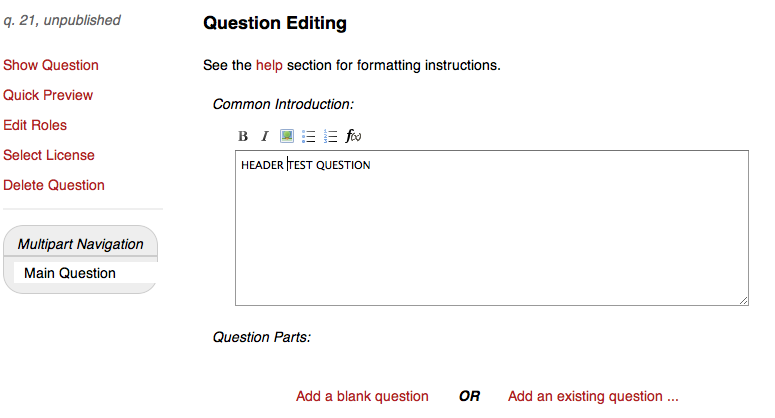 q. 21, unpublished
Show Question
Quick Preview
Edit Roles
Select License
Delete Question
Multipart Navigation
Main Question
Question Editing
See the help section for formatting instructions.
Common Introduction:
B I f(x)
HEADER TEST QUESTION
Question Parts:
Add a blank question OR Add an existing question ...